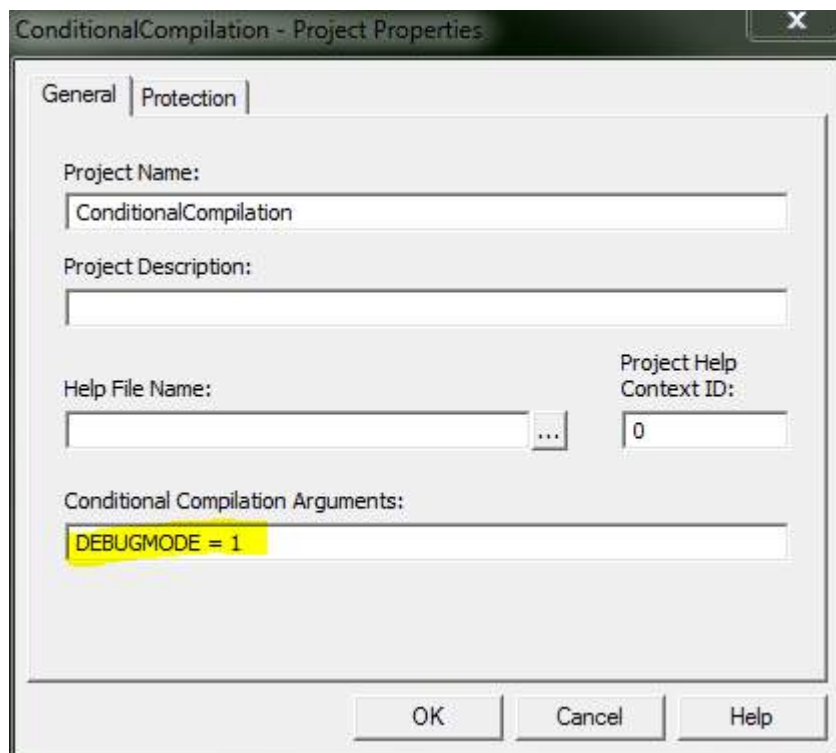 ConditionalCompilation - Project Properties
X
General
Protection
Project Name:
ConditionalCompilation
Project Description:
Project Help
Context ID:
Help File Name:
...
0
Conditional Compilation Arguments:
DEBUGMODE = 1
OK
Cancel
Help